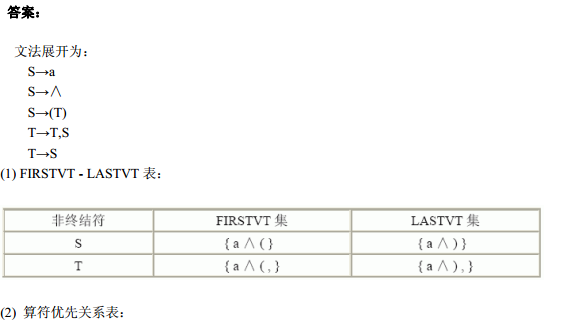 答案：
文法展开为：
S→a
S→∧
S→(T)
T→T,S
T→S
(1) FIRSTVT - LASTVT 表：
非终结符 FIRSTVT 集 LASTVT 集
S { a ∧ ( } { a ∧ ) }
T { a ∧ ( , } { a ∧ ) , }
(2) 算符优先关系表：